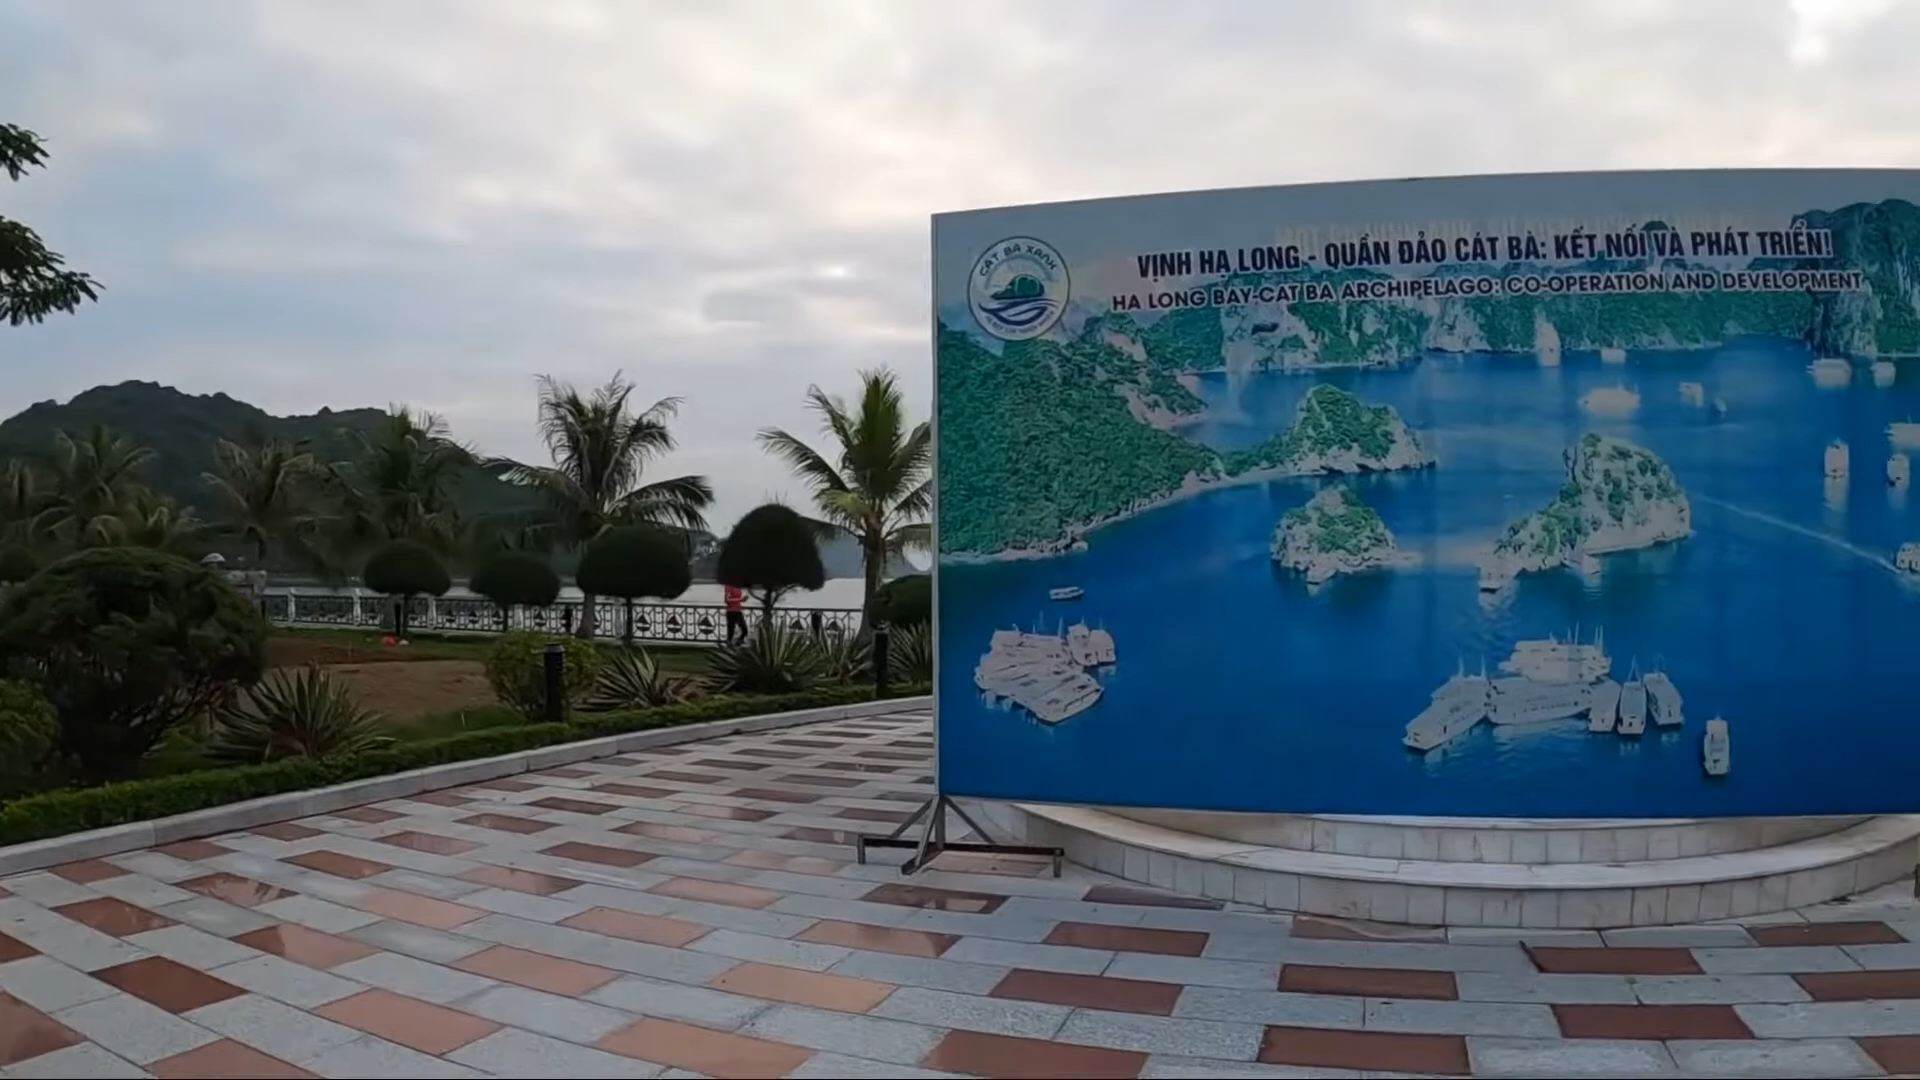 CÁT BÀ XANH
VỊNH HẠ LONG - QUẦN ĐẢO CÁT BÀ: KẾT NỐI VÀ PHÁT TRIỂN!
HA LONG BAY-CAT BA ARCHIPELAGO: CO-OPERATION AND DEVELOPMENT